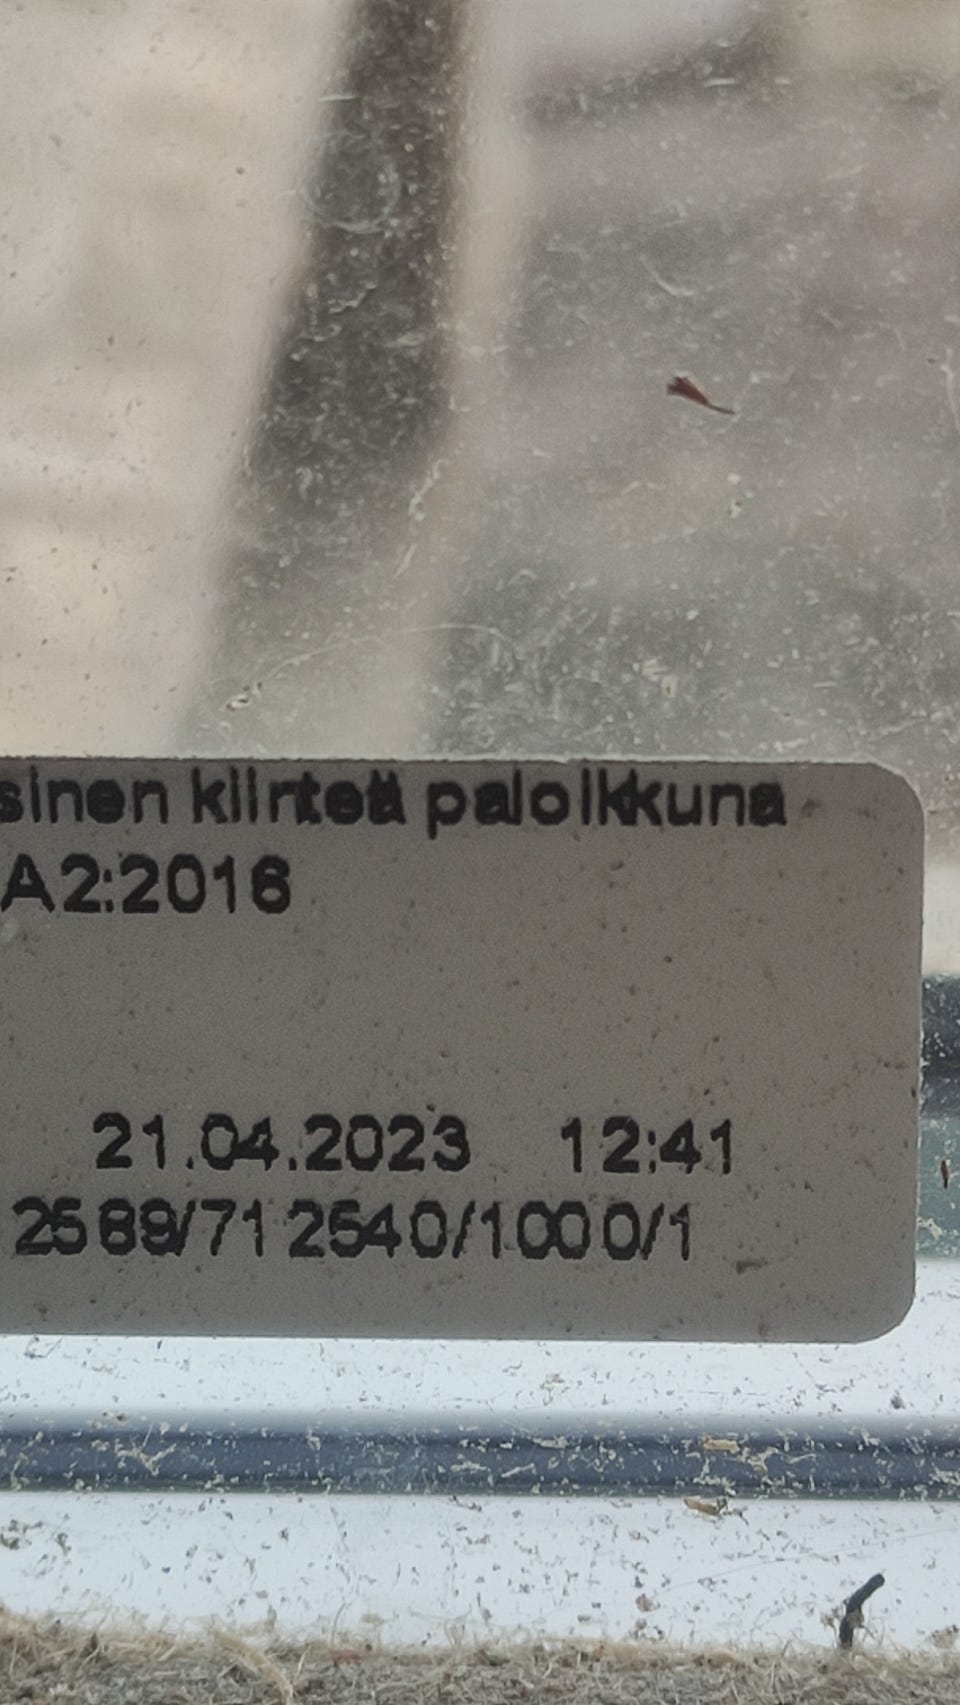 sinen kiinteä paloikkuna
A2:2016
21.04.2023 12:41
2589/712540/1000/1